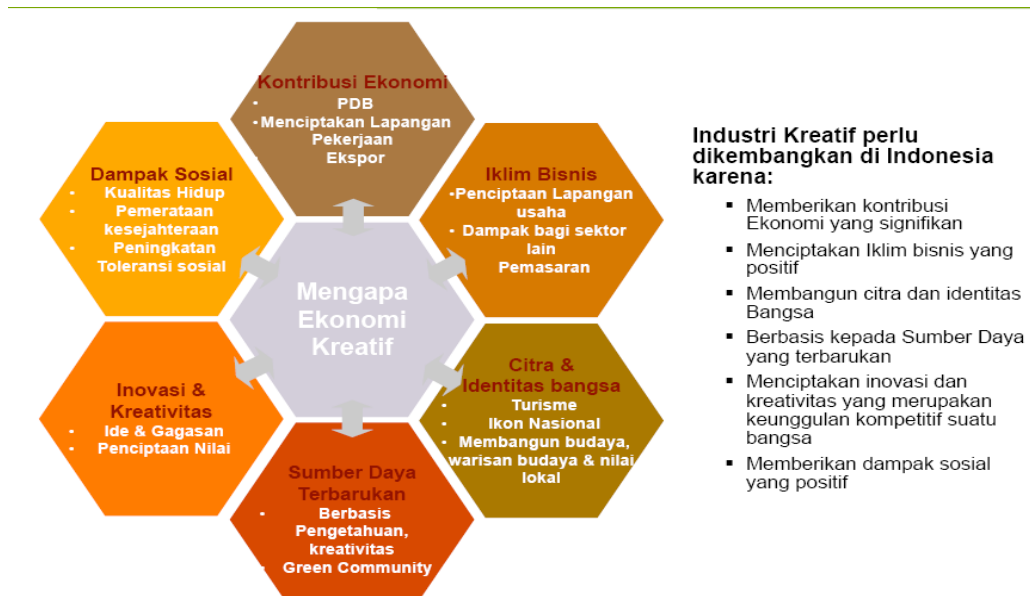 Kontribusi Ekonomi
• PDB
• Menciptakan Lapangan
Pekerjaan
• Ekspor
Dampak Sosial
• Kualitas Hidup
• Pemerataan
kesejahteraan
• Peningkatan
Toleransi sosial
Iklim Bisnis
• Penciptaan Lapangan
usaha
• Dampak bagi sektor
lain
Pemasaran
Mengapa
Ekonomi
Kreatif
Inovasi &
Kreativitas
• Ide & Gagasan
• Penciptaan Nilai
Citra &
Identitas bangsa
• Turisme
• Ikon Nasional
• Membangun budaya,
warisan budaya & nilai
lokal
Sumber Daya
Terbarukan
• Berbasis
Pengetahuan,
kreativitas
• Green Community
Industri Kreatif perlu
dikembangkan di Indonesia
karena:
▪ Memberikan kontribusi
Ekonomi yang signifikan
▪ Menciptakan Iklim bisnis yang
positif
▪ Membangun citra dan identitas
Bangsa
▪ Berbasis kepada Sumber Daya
yang terbarukan
▪ Menciptakan inovasi dan
kreativitas yang merupakan
keunggulan kompetitif suatu
bangsa
▪ Memberikan dampak sosial
yang positif